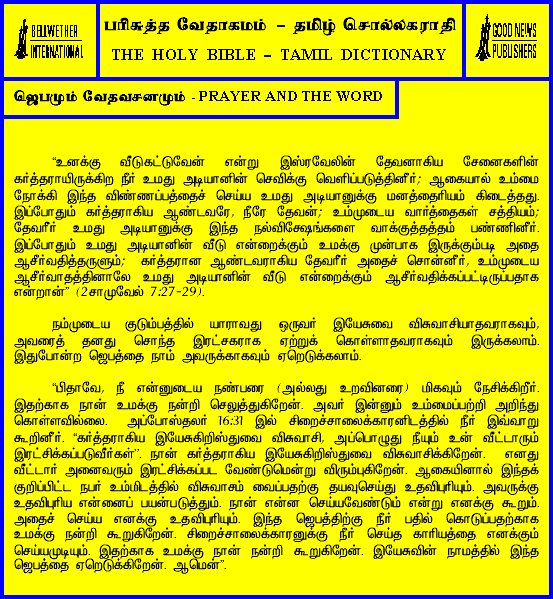 BELLWETHER
INTERNATIONAL
பரிசுத்த வேதாகமம் – தமிழ் சொல்லகராதி
THE HOLY BIBLE – TAMIL DICTIONARY
GOOD NEWS
PUBLISHERS
ஜெபமும் வேதவசனமும் - PRAYER AND THE WORD
“உனக்கு வீடுகட்டுவேன் என்று இஸ்ரவேலின் தேவனாகிய சேனைகளின்
கர்த்தராயிருக்கிற நீர் உமது அடியானின் செவிக்கு வெளிப்படுத்தினீர்; ஆகையால் உம்மை
நோக்கி இந்த விண்ணப்பத்தைச் செய்ய உமது அடியானுக்கு மனத்தைரியம் கிடைத்தது.
இப்போதும் கர்த்தராகிய ஆண்டவரே, நீரே தேவன்; உம்முடைய வார்த்தைகள் சத்தியம்;
தேவரீர் உமது அடியானுக்கு இந்த நல்விசேஷங்களை வாக்குத்தத்தம் பண்ணினீர்.
இப்போதும் உமது அடியானின் வீடு என்றைக்கும் உமக்கு முன்பாக இருக்கும்படி அதை
ஆசீர்வதித்தருளும்; கர்த்தரான ஆண்டவராகிய தேவரீர் அதைச் சொன்னீர், உம்முடைய
ஆசீர்வாதத்தினாலே உமது அடியானின் வீடு என்றைக்கும் ஆசீர்வதிக்கப்பட்டிருப்பதாக
என்றான்” (2சாமுவேல் 7:27-29).
நம்முடைய குடும்பத்தில் யாராவது ஒருவர் இயேசுவை விசுவாசியாதவராகவும்,
அவரைத் தனது சொந்த இரட்சகராக ஏற்றுக் கொள்ளாதவராகவும் இருக்கலாம்.
இதுபோன்ற ஜெபத்தை நாம் அவருக்காகவும் ஏறெடுக்கலாம்.
“பிதாவே, நீ என்னுடைய நண்பரை (அல்லது உறவினரை) மிகவும் நேசிக்கிறீர்.
இதற்காக நான் உமக்கு நன்றி செலுத்துகிறேன். அவர் இன்னும் உம்மைப்பற்றி அறிந்து
கொள்ளவில்லை. அப்போஸ்தலர் 16:31 இல் சிறைச்சாலைக்காரனிடத்தில் நீர் இவ்வாறு
கூறினீர். “கர்த்தராகிய இயேசுகிறிஸ்துவை விசுவாசி, அப்பொழுது நீயும் உன் வீட்டாரும்
இரட்சிக்கப்படுவீர்கள்”. நான் கர்த்தராகிய இயேசுகிறிஸ்துவை விசுவாசிக்கிறேன். எனது
வீட்டார் அனைவரும் இரட்சிக்கப்பட வேண்டுமென்று விரும்புகிறேன். ஆகையினால் இந்தக்
குறிப்பிட்ட நபர் உம்மிடத்தில் விசுவாசம் வைப்பதற்கு தயவுசெய்து உதவிபுரியும். அவருக்கு
உதவிபுரிய என்னைப் பயன்படுத்தும். நான் என்ன செய்யவேண்டும் என்று எனக்கு கூறும்.
அதைச் செய்ய எனக்கு உதவிபுரியும். இந்த ஜெபத்திற்கு நீர் பதில் கொடுப்பதற்காக
உமக்கு நன்றி கூறுகிறேன். சிறைச்சாலைக்காரனுக்கு நீர் செய்த காரியத்தை எனக்கும்
செய்யமுடியும். இதற்காக உமக்கு நான் நன்றி கூறுகிறேன். இயேசுவின் நாமத்தில் இந்த
ஜெபத்தை ஏறெடுக்கிறேன். ஆமென்”.